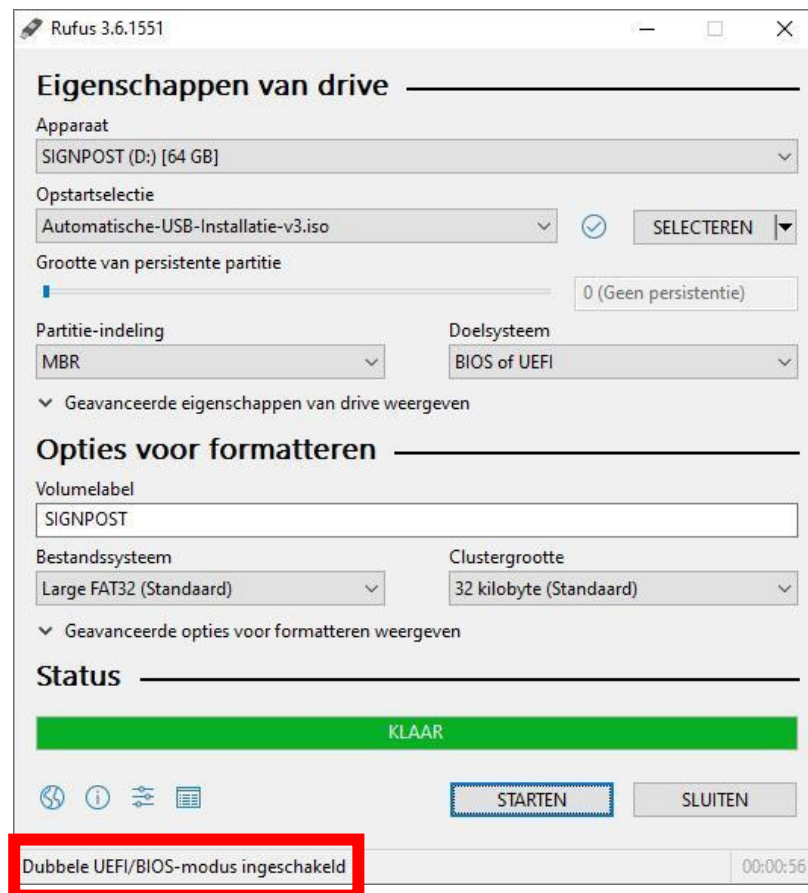 Rufus 3.6.1551
Eigenschappen van drive
Apparaat
SIGNPOST (D:) [64 GB]
Opstartselectie
Automatische-USB-Installatie-v3.iso
SELECTEREN
Grootte van persistente partitie
0 (Geen persistentie)
Partitie-indeling
Doelsysteem
MBR
BIOS of UEFI
Geavanceerde eigenschappen van drive weergeven
Opties voor formatteren
Volumelabel
SIGNPOST
Bestandssysteem
Clustergrootte
Large FAT32 (Standaard)
32 kilobyte (Standaard)
Geavanceerde opties voor formatteren weergeven
Status
KLAAR
STARTEN
SLUITEN
Dubbele UEFI/BIOS-modus ingeschakeld
00:00:56